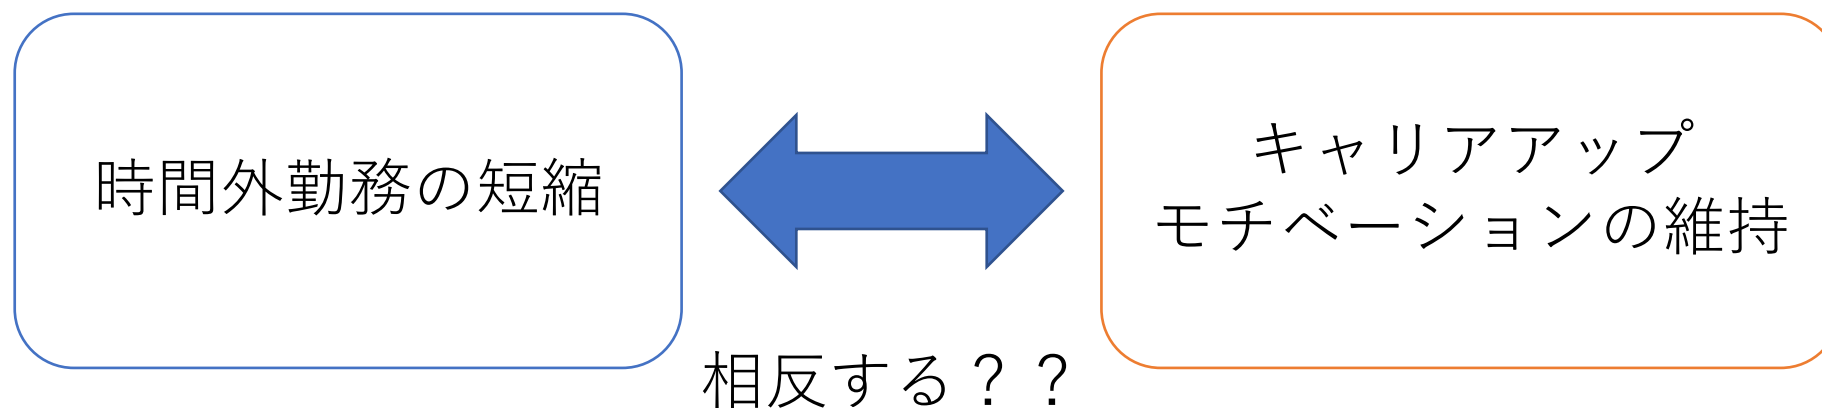 時間外勤務の短縮
キャリアアップ
モチベーションの維持
相反する？？